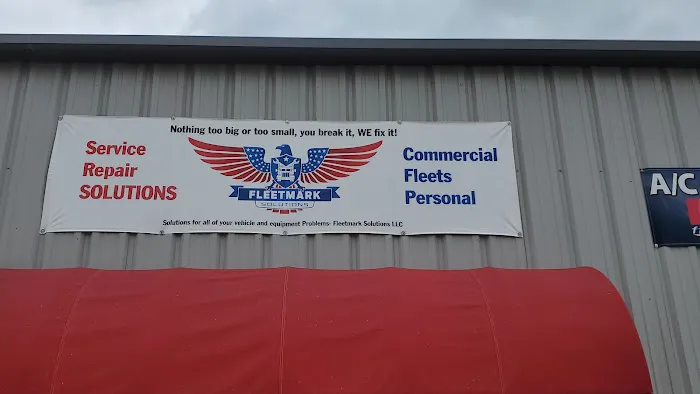 Nothing too big or too small, you break it, WE fix it!
Service
Repair
SOLUTIONS
FLEETMARK
SOLUTIONS
Commercial
Fleets
Personal
Solutions for all of your vehicle and equipment Problems- Fleetmark Solutions LLC
A/C